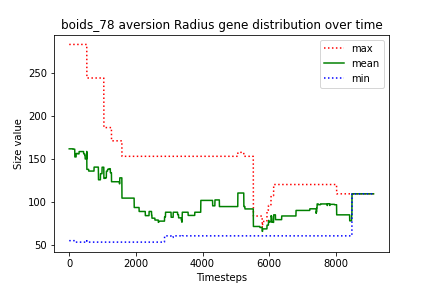 boids_78 aversion Radius gene distribution over time
max
mean
min
Size value
250
200
150
100
50
0
2000
4000
6000
8000
Timesteps